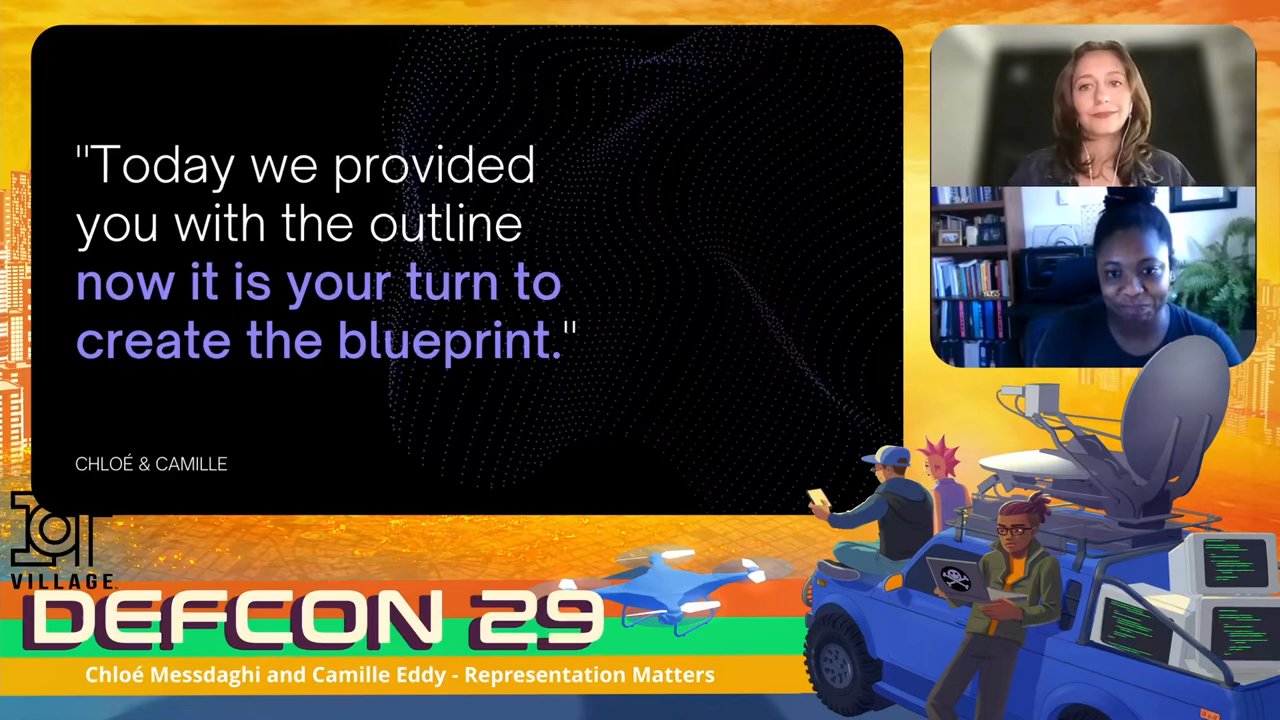 "Today we provided
you with the outline
now it is your turn to
create the blueprint."
CHLOÉ & CAMILLE
BOSS
VILLAGE
DEFCON 29
Chloé Messdaghi and Camille Eddy - Representation Matters